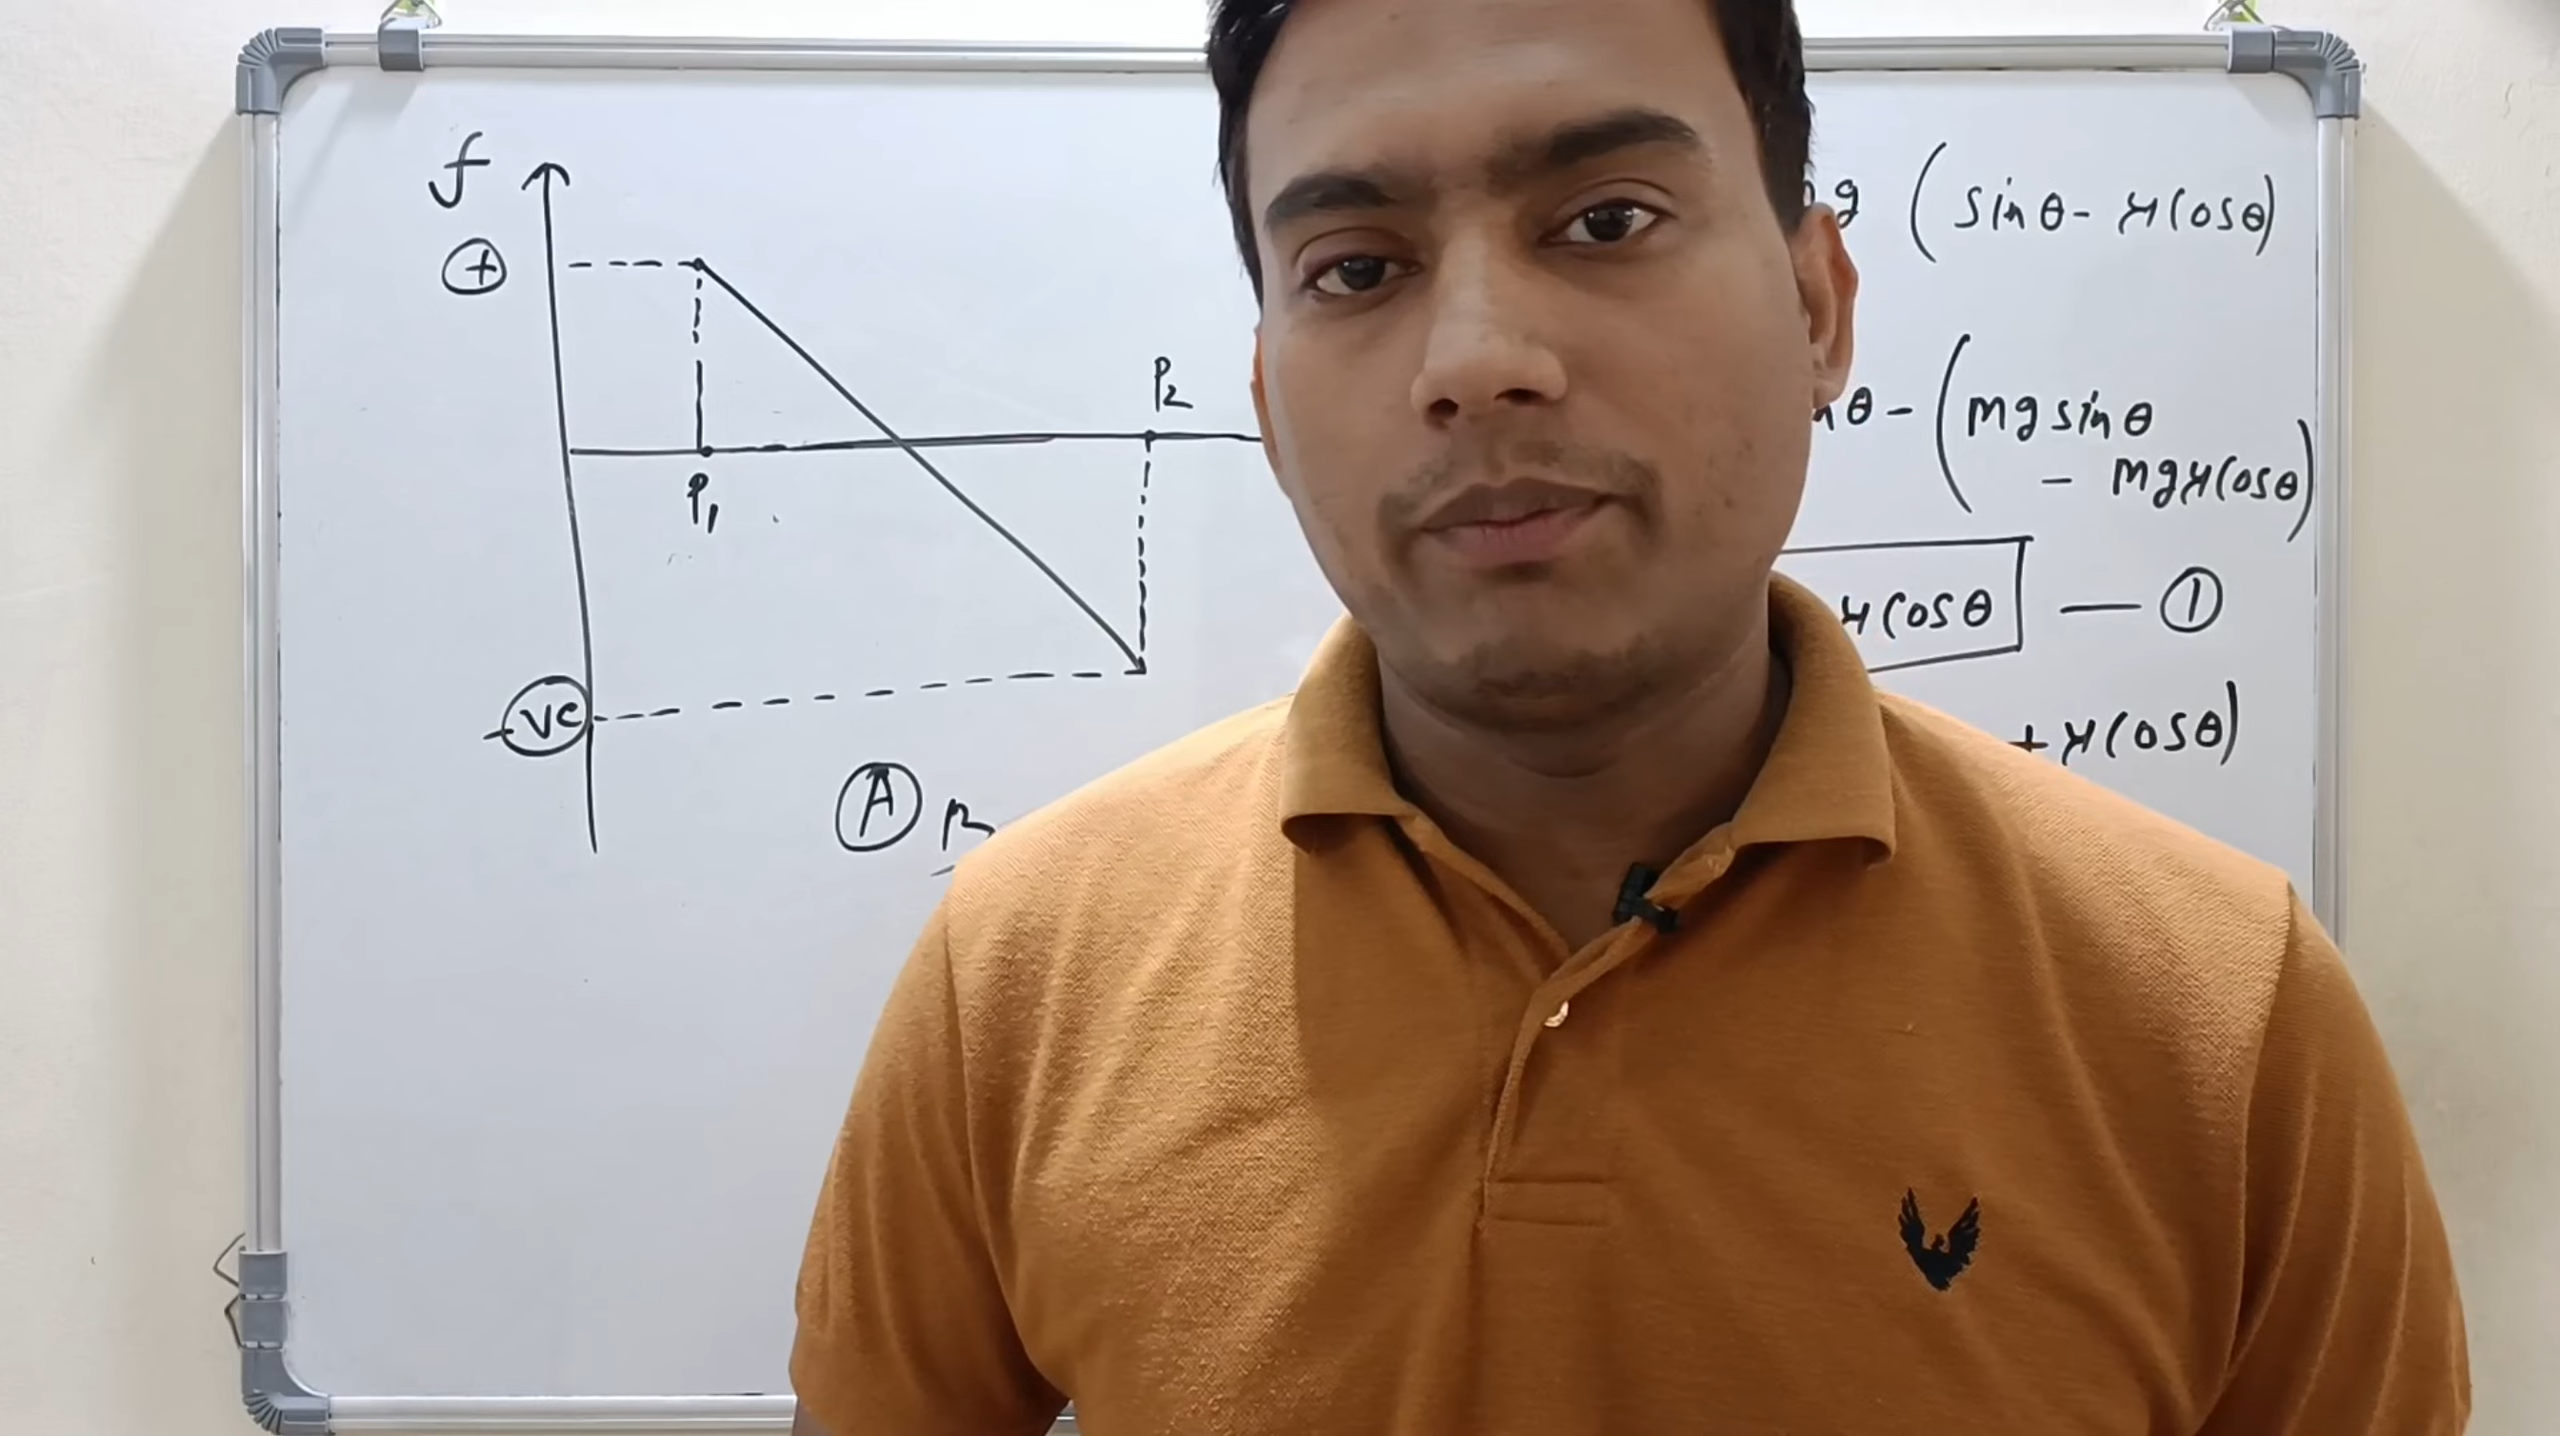 f
+
P1
P2
-ve
A
g (sinθ - μcosθ)
θ - (mg sinθ
- mgμcosθ)
μcosθ — 1
+ μcosθ)